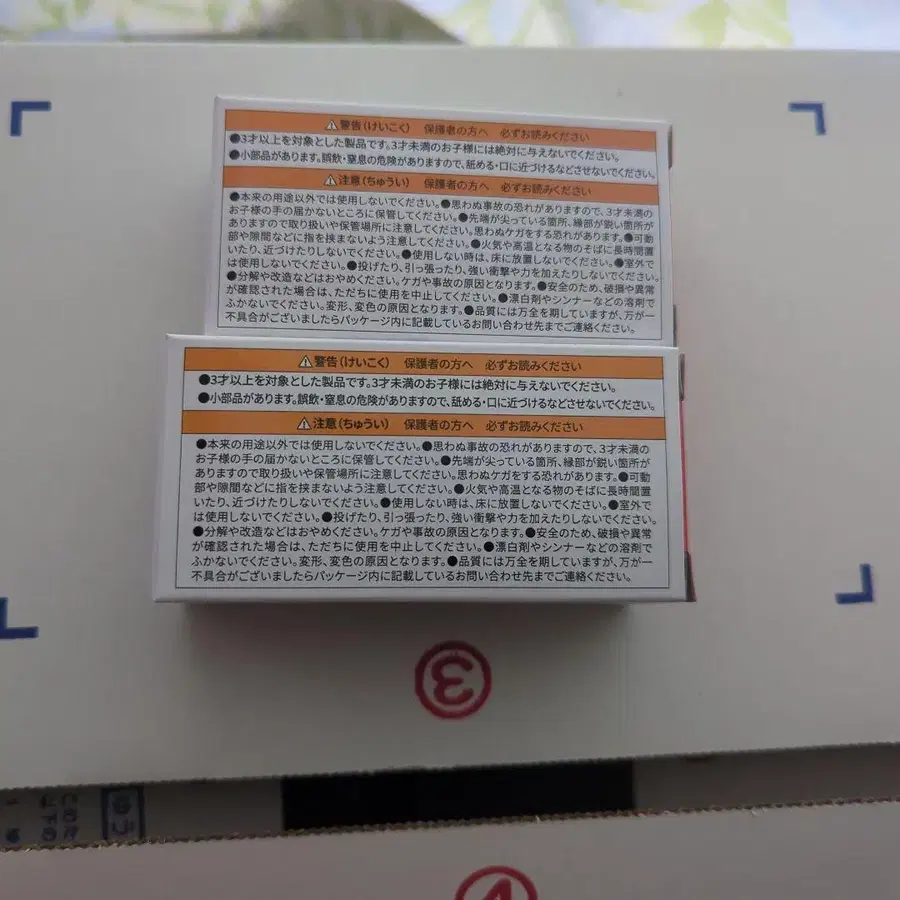 ⚠警告(けいこく) 保護者の方へ 必ずお読みください
●3才以上を対象とした製品です。3才未満のお子様には絶対に与えないでください。
●小部品があります。誤飲・窒息の危険がありますので、舐める・口に近づけるなどさせないでください。
⚠注意(ちゅうい) 保護者の方へ 必ずお読みください
●本来の用途以外では使用しないでください。●思わぬ事故の恐れがありますので、3才未満の
お子様の手の届かないところに保管してください。●先端が尖っている箇所、縁部が鋭い箇所が
ありますので取り扱いや保管場所に注意してください。思わぬケガをする恐れがあります。●可動
部や隙間などに指を挟まないよう注意してください。●火気や高温となる物のそばに長時間置
いたり、近づけたりしないでください。●使用しない時は、床に放置しないでください。●室外で
は使用しないでください。●投げたり、引っ張ったり、強い衝撃や力を加えたりしないでください。
●分解や改造などはおやめください。ケガや事故の原因となります。●安全のため、破損や異常
が確認された場合は、ただちに使用を中止してください。●漂白剤やシンナーなどの溶剤で
ふかないでください。変形、変色の原因となります。●品質には万全を期していますが、万が一
不具合がございましたらパッケージ内に記載しているお問い合わせ先までご連絡ください。
⚠警告(けいこく) 保護者の方へ 必ずお読みください
●3才以上を対象とした製品です。3才未満のお子様には絶対に与えないでください。
●小部品があります。誤飲・窒息の危険がありますので、舐める・口に近づけるなどさせないでください。
⚠注意(ちゅうい) 保護者の方へ 必ずお読みください
●本来の用途以外では使用しないでください。●思わぬ事故の恐れがありますので、3才未満の
お子様の手の届かないところに保管してください。●先端が尖っている箇所、縁部が鋭い箇所が
ありますので取り扱いや保管場所に注意してください。思わぬケガをする恐れがあります。●可動
部や隙間などに指を挟まないよう注意してください。●火気や高温となる物のそばに長時間置
いたり、近づけたりしないでください。●使用しない時は、床に放置しないでください。●室外で
は使用しないでください。●投げたり、引っ張ったり、強い衝撃や力を加えたりしないでください。
●分解や改造などはおやめください。ケガや事故の原因となります。●安全のため、破損や異常
が確認された場合は、ただちに使用を中止してください。●漂白剤やシンナーなどの溶剤で
ふかないでください。変形、変色の原因となります。●品質には万全を期していますが、万が一
不具合がございましたらパッケージ内に記載しているお問い合わせ先までご連絡ください。
③
ゆう